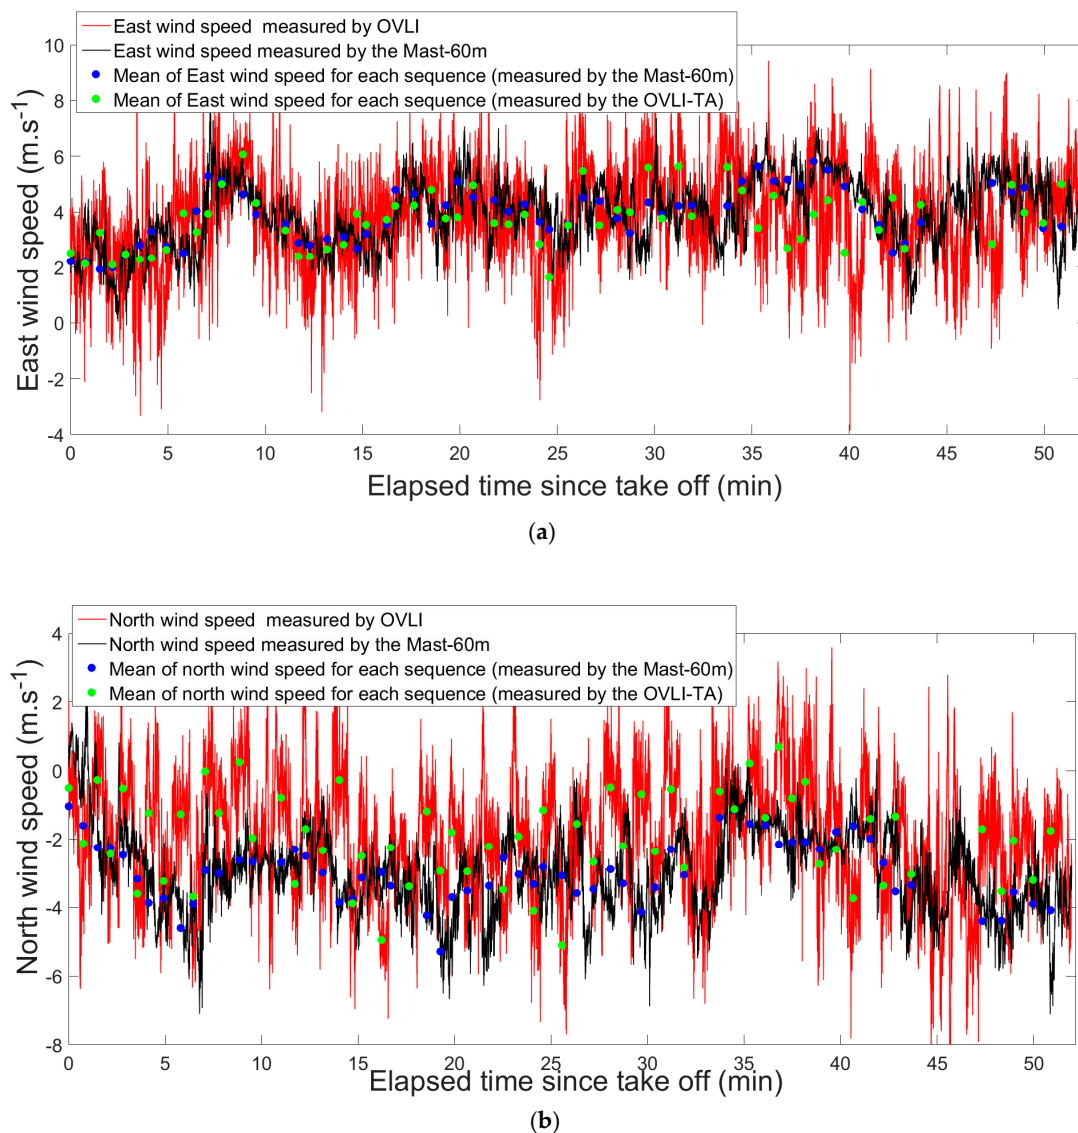 East wind speed  measured by OVLI
East wind speed measured by the Mast-60m
Mean of East wind speed for each sequence (measured by the Mast-60m)
Mean of East wind speed for each sequence (measured by the OVLI-TA)
East wind speed (m.s-1)
10
8
6
4
2
0
-2
-4
0 5 10 15 20 25 30 35 40 45 50
Elapsed time since take off (min)
(a)
North wind speed  measured by OVLI
North wind speed measured by the Mast-60m
Mean of north wind speed for each sequence (measured by the Mast-60m)
Mean of north wind speed for each sequence (measured by the OVLI-TA)
North wind speed (m.s-1)
4
2
0
-2
-4
-6
-8
0 5 10 15 20 25 30 35 40 45 50
Elapsed time since take off (min)
(b)